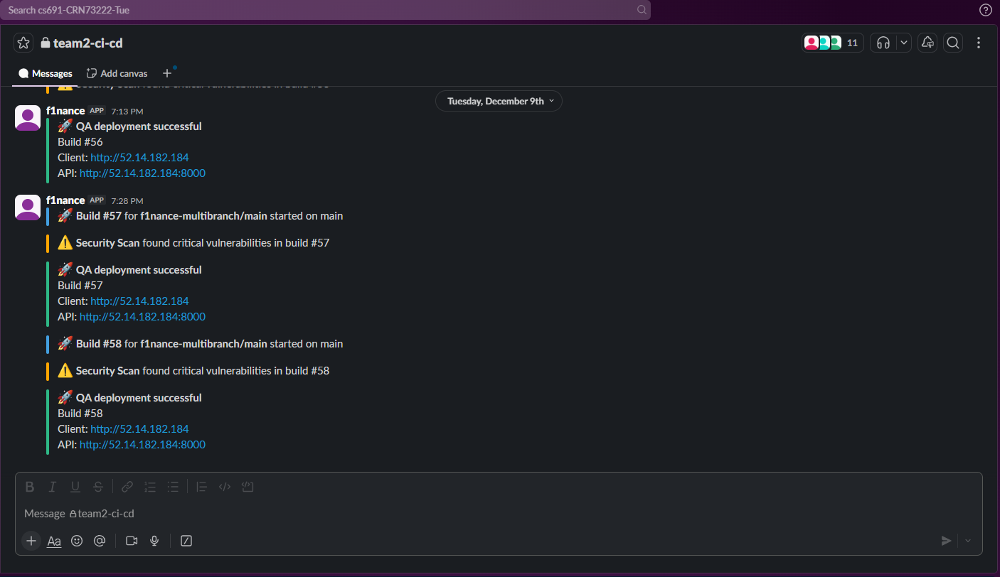 Search cs691-CRN73222-Tue
team2-ci-cd
11
Messages
Add canvas
Security Scan found critical vulnerabilities in build #56
Tuesday, December 9th
f1nance APP 7:13 PM
🚀 QA deployment successful
Build #56
Client: http://52.14.182.184
API: http://52.14.182.184:8000
f1nance APP 7:28 PM
🚀 Build #57 for f1nance-multibranch/main started on main
⚠️ Security Scan found critical vulnerabilities in build #57
🚀 QA deployment successful
Build #57
Client: http://52.14.182.184
API: http://52.14.182.184:8000
🚀 Build #58 for f1nance-multibranch/main started on main
⚠️ Security Scan found critical vulnerabilities in build #58
🚀 QA deployment successful
Build #58
Client: http://52.14.182.184
API: http://52.14.182.184:8000
B I U S
Message team2-ci-cd
Aa